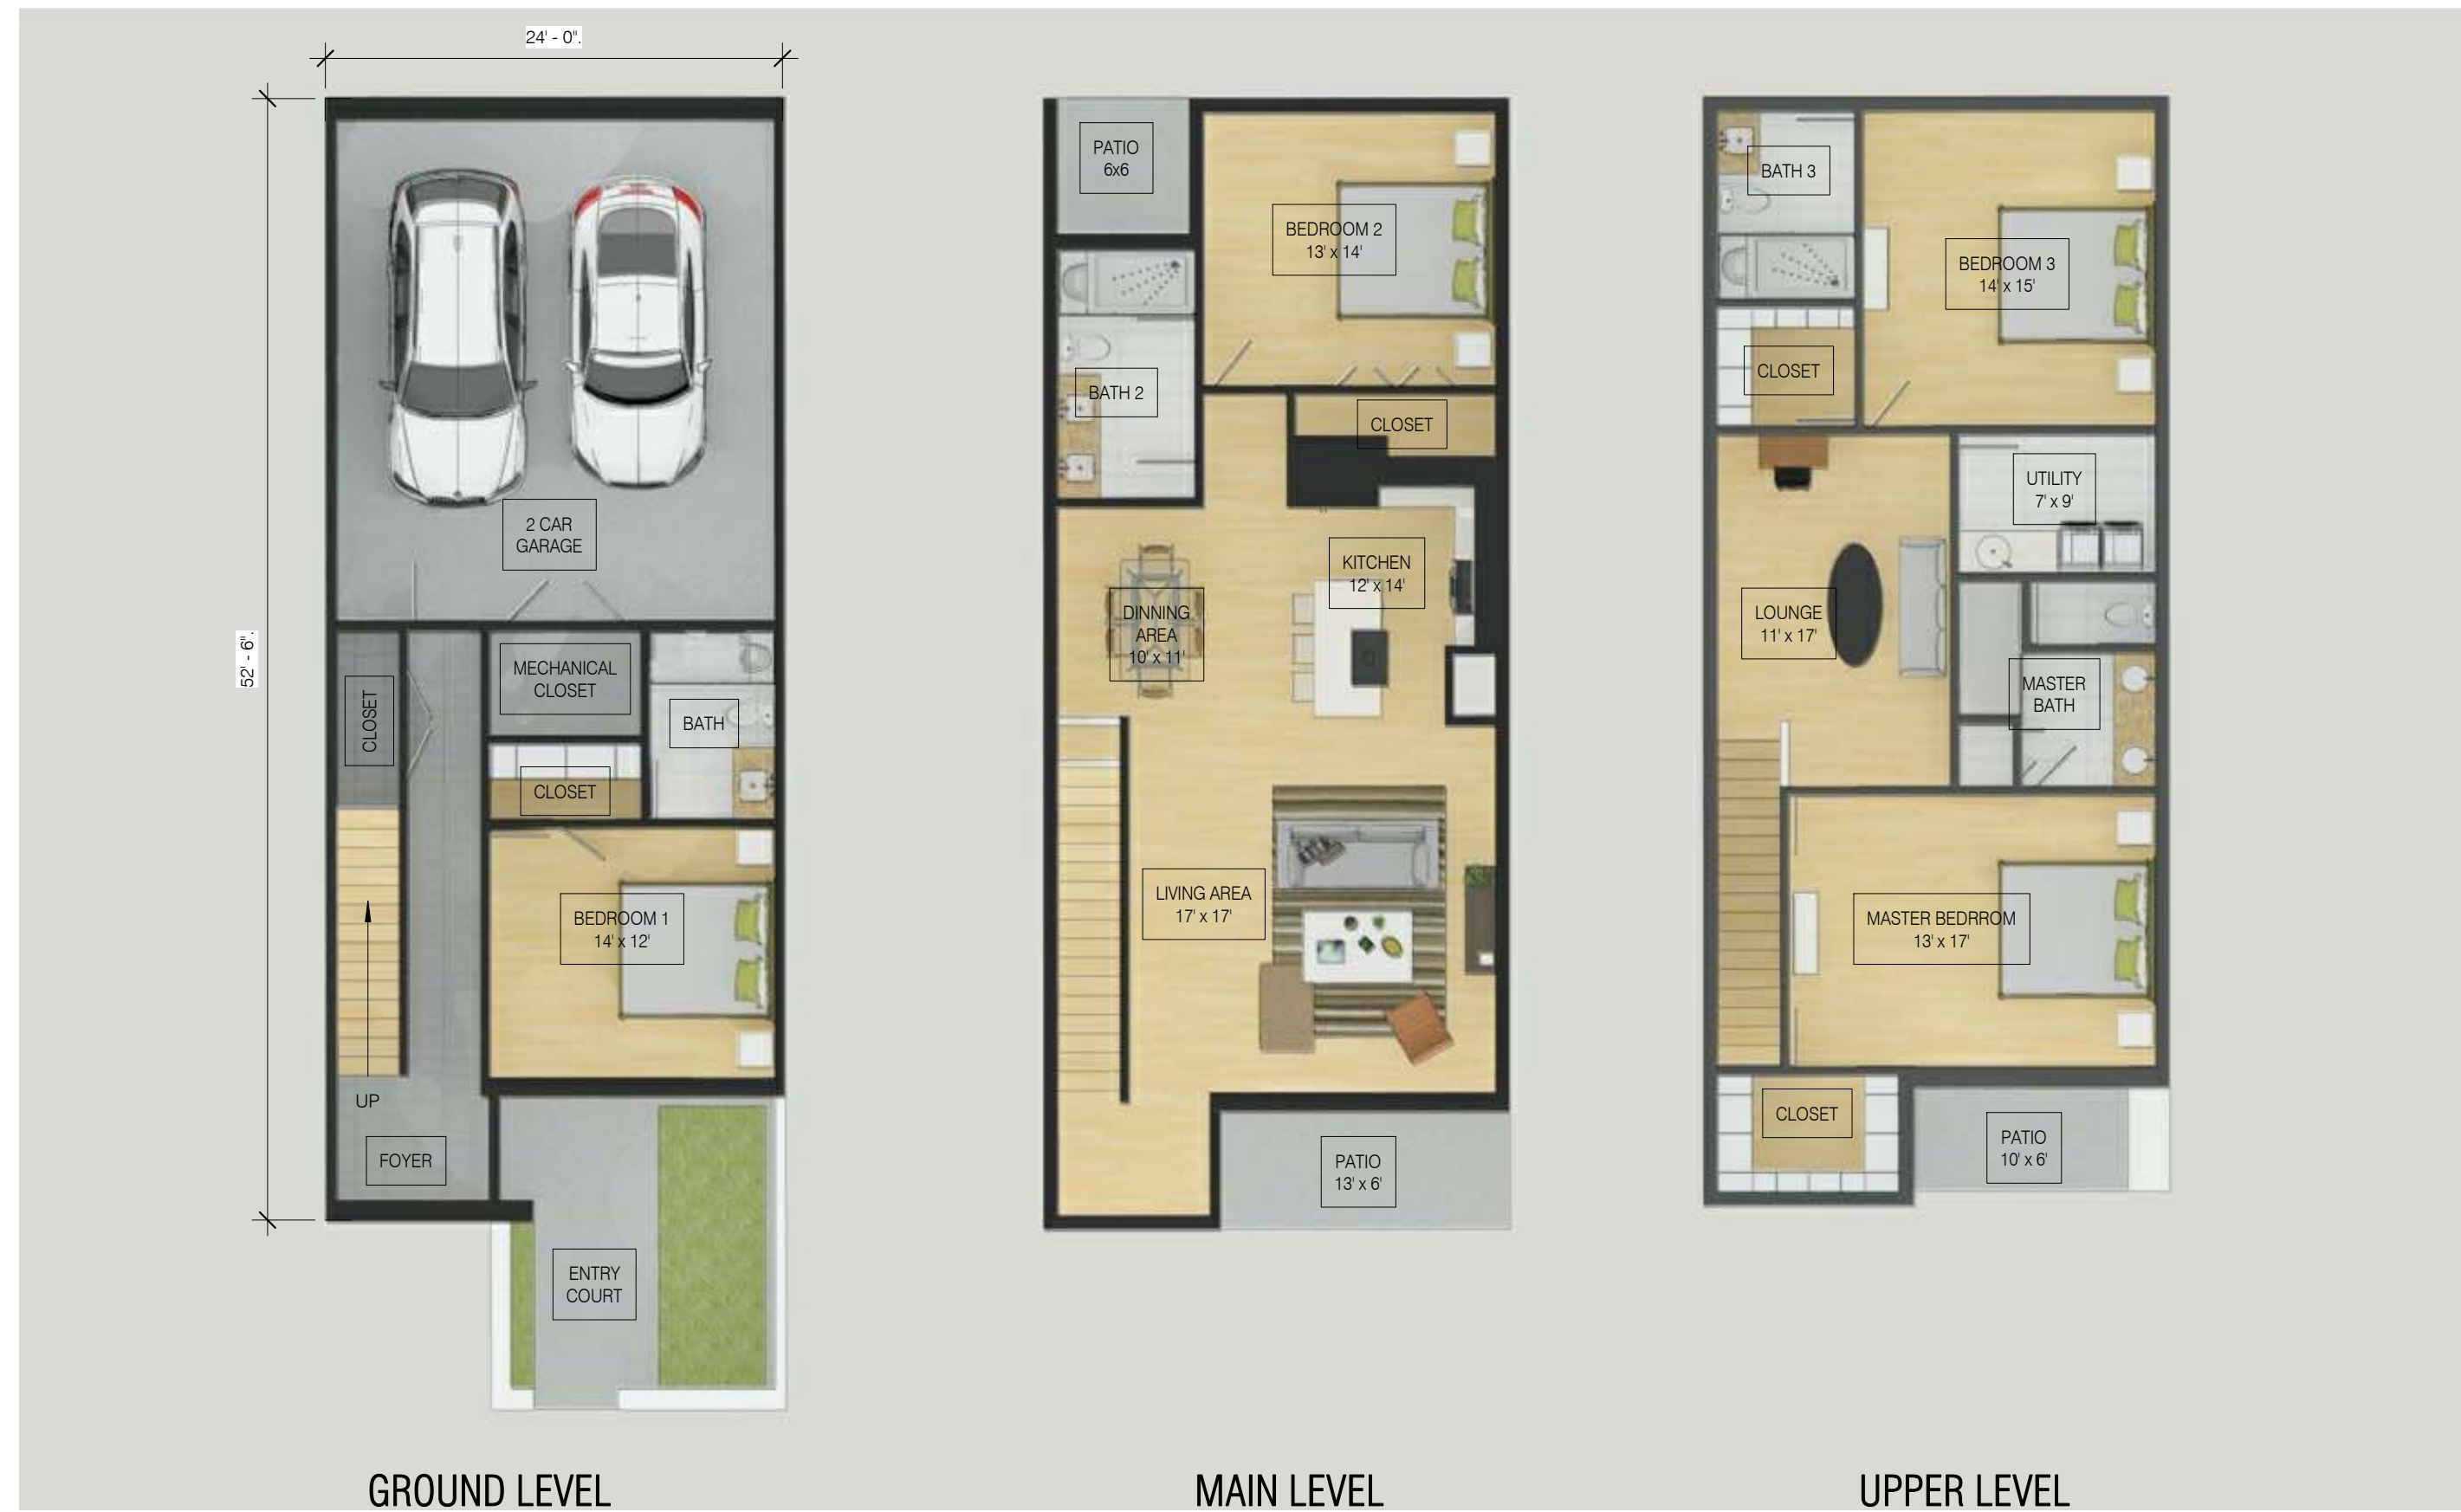 24' - 0".
52' - 6".
2 CAR
GARAGE
CLOSET
MECHANICAL
CLOSET
BATH
CLOSET
BEDROOM 1
14' x 12'
UP
FOYER
ENTRY
COURT
GROUND LEVEL
PATIO
6x6
BEDROOM 2
13' x 14'
BATH 2
CLOSET
KITCHEN
12' x 14'
DINNING
AREA
10' x 11'
LIVING AREA
17' x 17'
PATIO
13' x 6'
MAIN LEVEL
BATH 3
BEDROOM 3
14' x 15'
CLOSET
UTILITY
7' x 9'
LOUNGE
11' x 17'
MASTER
BATH
MASTER BEDRROM
13' x 17'
CLOSET
PATIO
10' x 6'
UPPER LEVEL